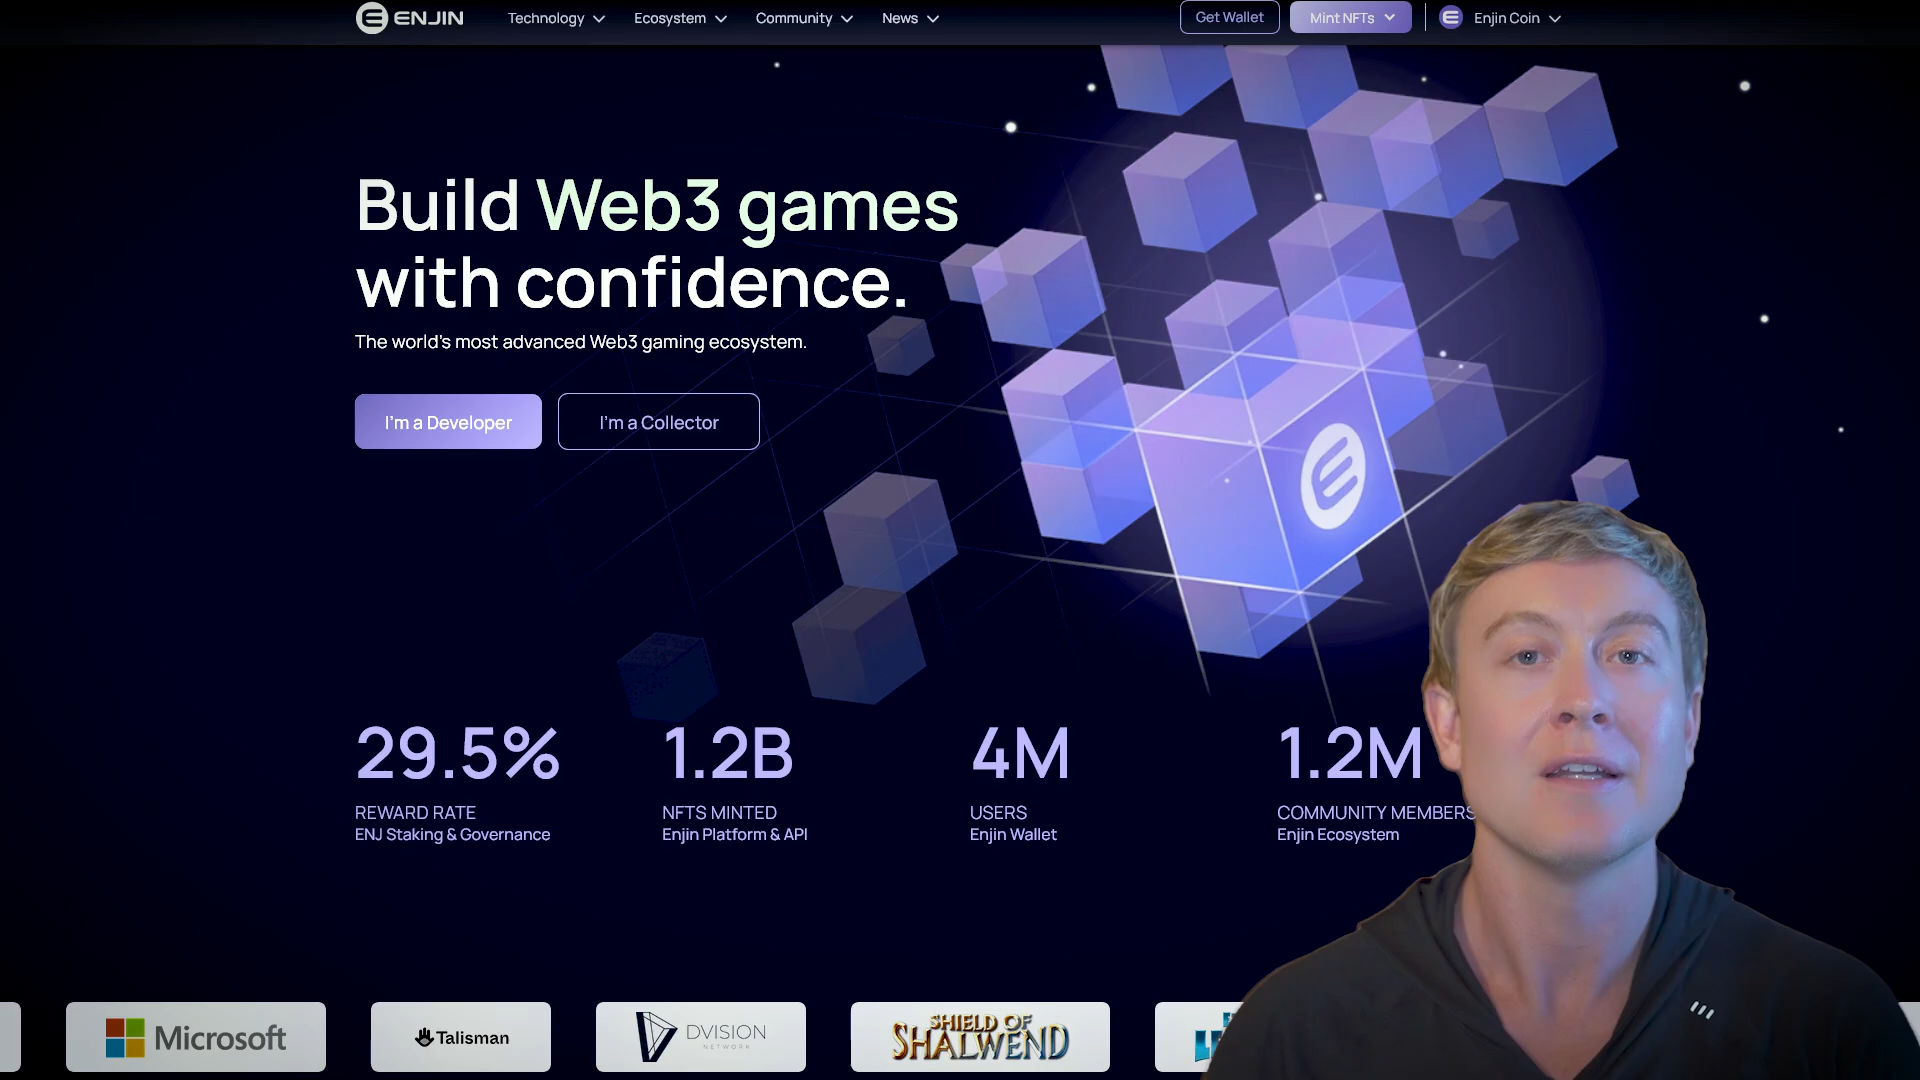 ENJIN
Technology
Ecosystem
Community
News
Get Wallet
Mint NFTs
Enjin Coin
Build Web3 games
with confidence.
The world's most advanced Web3 gaming ecosystem.
I'm a Developer
I'm a Collector
29.5%
REWARD RATE
ENJ Staking & Governance
1.2B
NFTS MINTED
Enjin Platform & API
4M
USERS
Enjin Wallet
1.2M
COMMUNITY MEMBERS
Enjin Ecosystem
Microsoft
Talisman
DVISION
NETWORK
SHIELD OF
SHALWEND